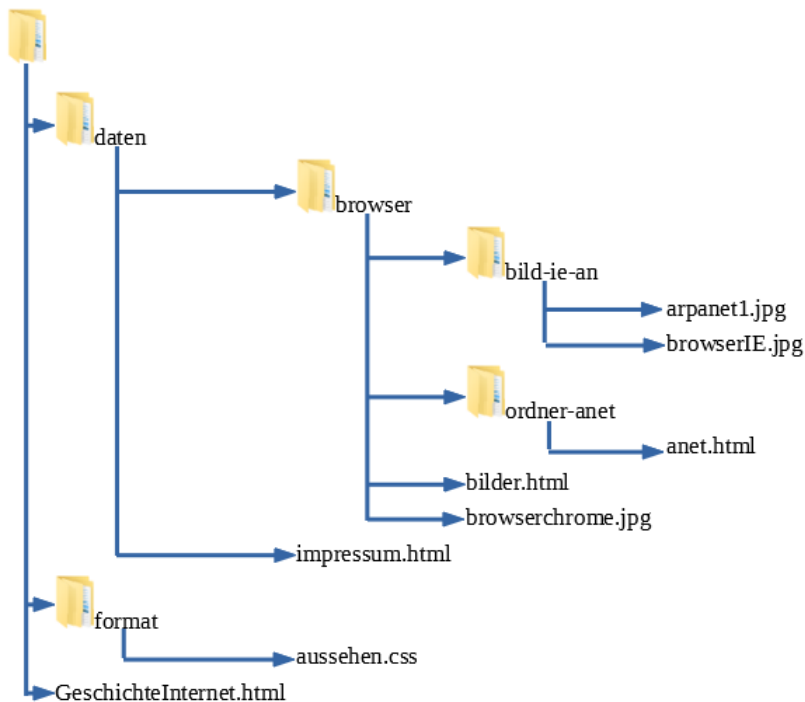 daten
browser
bild-ie-an
arpanet1.jpg
browserIE.jpg
ordner-anet
anet.html
bilder.html
browserchrome.jpg
impressum.html
format
aussehen.css
GeschichteInternet.html